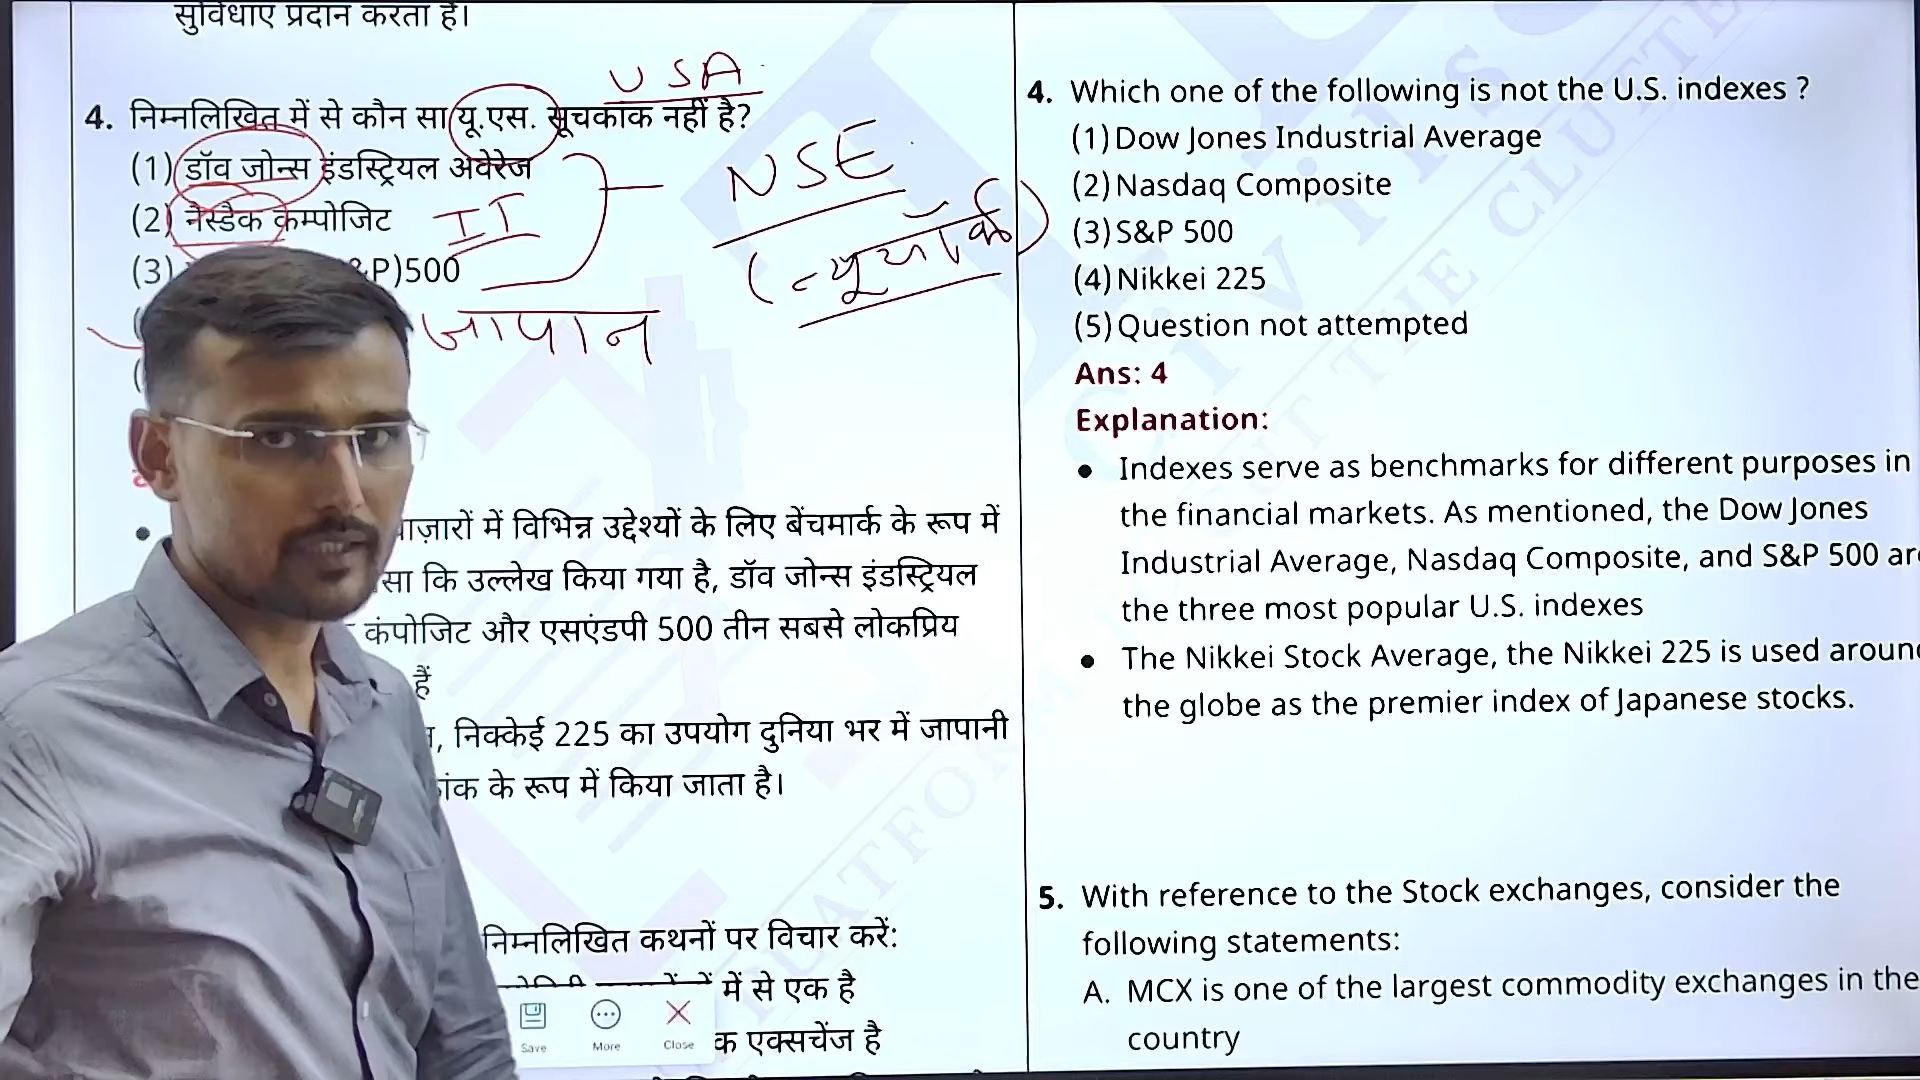 सुविधाएं प्रदान करता है।
USA
4. निम्नलिखित में से कौन सा यू.एस. सूचकांक नहीं है?
(1) डॉव जोन्स इंडस्ट्रियल अवेरेज
(2) नैस्डैक कम्पोजिट
IT
NSE
(न्यूयॉर्क)
(3) &P)500
जापान
ाज़ारों में विभिन्न उद्देश्यों के लिए बेंचमार्क के रूप में
सा कि उल्लेख किया गया है, डॉव जोन्स इंडस्ट्रियल
कंपोजिट और एसएंडपी 500 तीन सबसे लोकप्रिय
हैं
, निक्केई 225 का उपयोग दुनिया भर में जापानी
ांक के रूप में किया जाता है।
निम्नलिखित कथनों पर विचार करें:
में से एक है
क एक्सचेंज है
Save
More
Close
4. Which one of the following is not the U.S. indexes ?
(1) Dow Jones Industrial Average
(2) Nasdaq Composite
(3) S&P 500
(4) Nikkei 225
(5) Question not attempted
Ans: 4
Explanation:
• Indexes serve as benchmarks for different purposes in
the financial markets. As mentioned, the Dow Jones
Industrial Average, Nasdaq Composite, and S&P 500 are
the three most popular U.S. indexes
• The Nikkei Stock Average, the Nikkei 225 is used around
the globe as the premier index of Japanese stocks.
5. With reference to the Stock exchanges, consider the
following statements:
A. MCX is one of the largest commodity exchanges in the
country